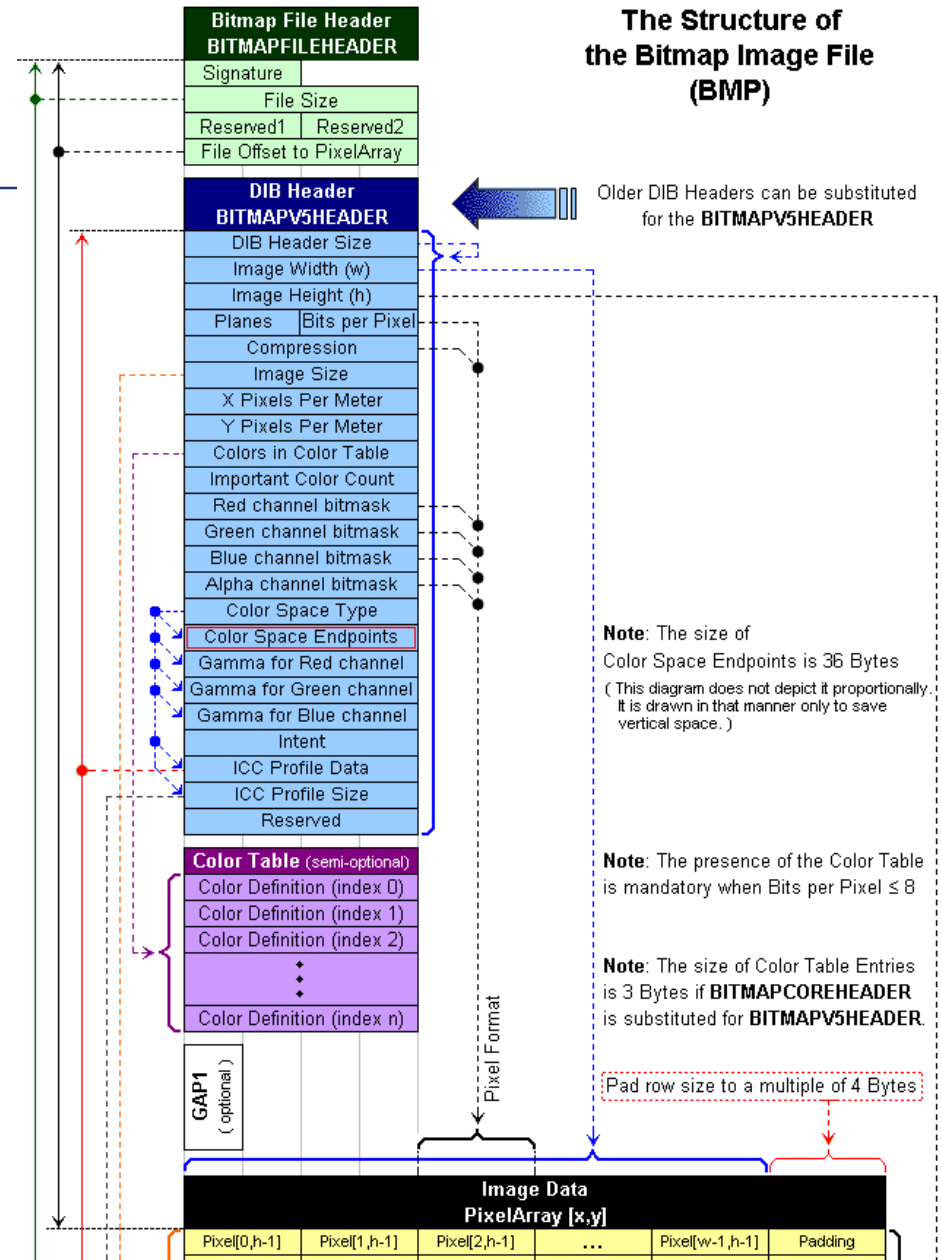 The Structure of
the Bitmap Image File
(BMP)
Bitmap File Header
BITMAPFILEHEADER
Signature
File Size
Reserved1 Reserved2
File Offset to PixelArray
DIB Header
BITMAPV5HEADER
Older DIB Headers can be substituted
for the BITMAPV5HEADER
DIB Header Size
Image Width (w)
Image Height (h)
Planes Bits per Pixel
Compression
Image Size
X Pixels Per Meter
Y Pixels Per Meter
Colors in Color Table
Important Color Count
Red channel bitmask
Green channel bitmask
Blue channel bitmask
Alpha channel bitmask
Color Space Type
Color Space Endpoints
Gamma for Red channel
Gamma for Green channel
Gamma for Blue channel
Intent
ICC Profile Data
ICC Profile Size
Reserved
Note: The size of
Color Space Endpoints is 36 Bytes
( This diagram does not depict it proportionally.
It is drawn in that manner only to save
vertical space. )
Color Table (semi-optional)
Color Definition (index 0)
Color Definition (index 1)
Color Definition (index 2)
Color Definition (index n)
Note: The presence of the Color Table
is mandatory when Bits per Pixel ≤ 8
Note: The size of Color Table Entries
is 3 Bytes if BITMAPCOREHEADER
is substituted for BITMAPV5HEADER.
GAP1
( optional )
Pixel Format
Pad row size to a multiple of 4 Bytes
Image Data
PixelArray [x,y]
Pixel[0,h-1] Pixel[1,h-1] Pixel[2,h-1] ... Pixel[w-1,h-1] Padding